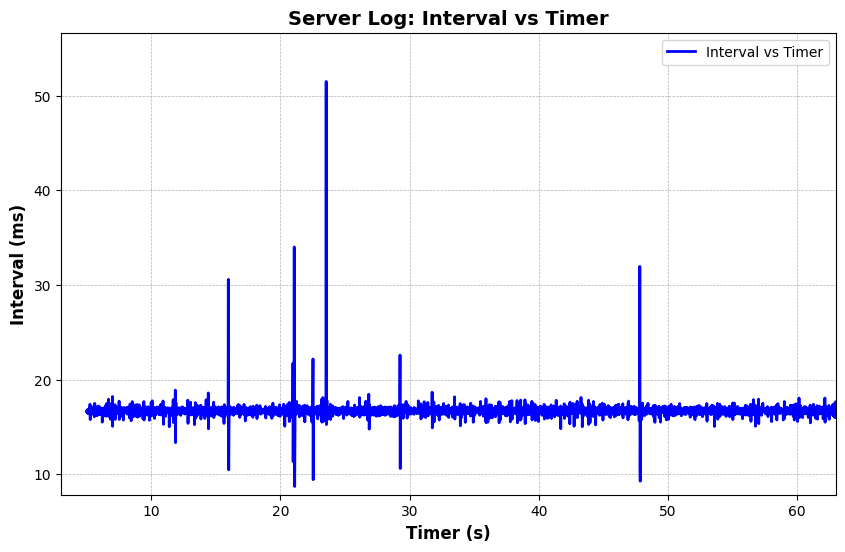 Server Log: Interval vs Timer
Interval vs Timer
50
40
30
20
10
Interval (ms)
10 20 30 40 50 60
Timer (s)